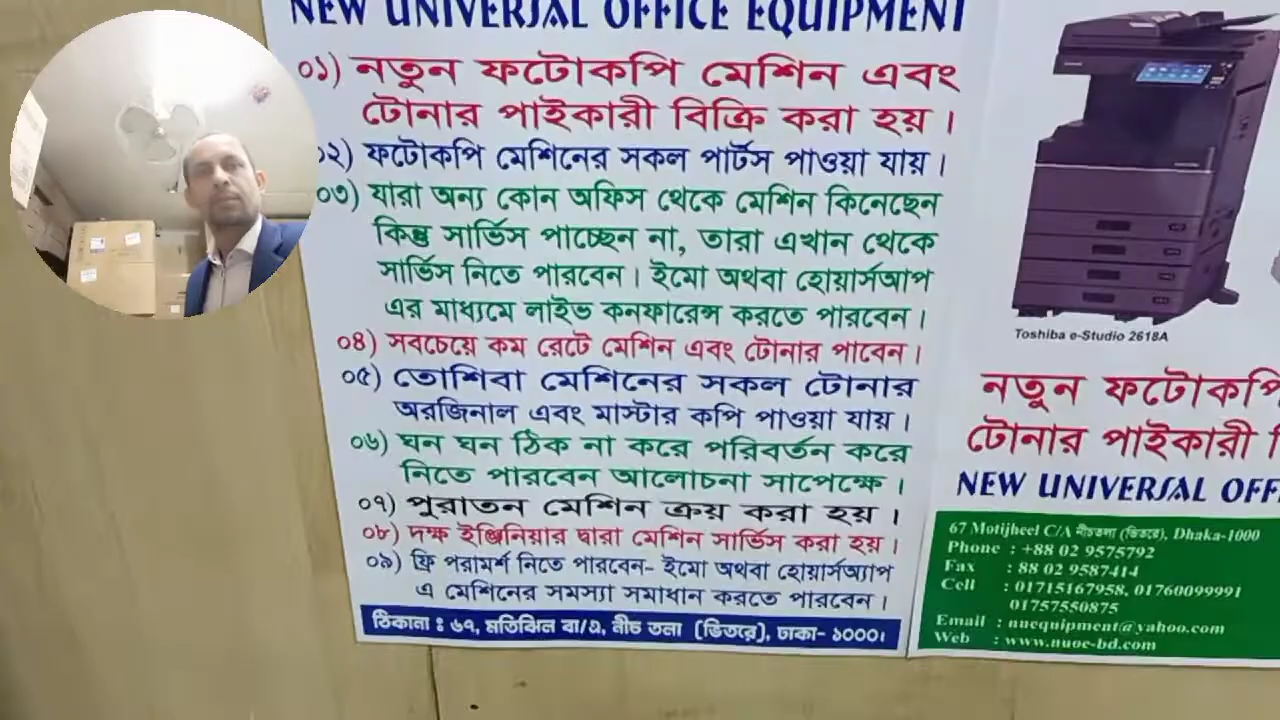 NEW UNIVERSAL OFFICE EQUIPMENT
০১) নতুন ফটোকপি মেশিন এবং
টোনার পাইকারী বিক্রি করা হয়।
০২) ফটোকপি মেশিনের সকল পার্টস পাওয়া যায়।
০৩) যারা অন্য কোন অফিস থেকে মেশিন কিনেছেন
কিন্তু সার্ভিস পাচ্ছেন না, তারা এখান থেকে
সার্ভিস নিতে পারবেন। ইমো অথবা হোয়ার্সআপ
এর মাধ্যমে লাইভ কনফারেন্স করতে পারবেন।
০৪) সবচেয়ে কম রেটে মেশিন এবং টোনার পাবেন।
০৫) তোশিবা মেশিনের সকল টোনার
অরজিনাল এবং মাস্টার কপি পাওয়া যায়।
০৬) ঘন ঘন ঠিক না করে পরিবর্তন করে
নিতে পারবেন আলোচনা সাপেক্ষে।
০৭) পুরাতন মেশিন ক্রয় করা হয়।
০৮) দক্ষ ইঞ্জিনিয়ার দ্বারা মেশিন সার্ভিস করা হয়।
০৯) ফ্রি পরামর্শ নিতে পারবেন- ইমো অথবা হোয়ার্সঅ্যাপ
এ মেশিনের সমস্যা সমাধান করতে পারবেন।
ঠিকানা : ৬৭, মতিঝিল বা/এ, নীচ তলা (ভিতরে), ঢাকা- ১০০০।
Toshiba e-Studio 2618A
নতুন ফটোকপি
টোনার পাইকারী
NEW UNIVERSAL OFF
67 Motijheel C/A নীচতলা (ভিতরে), Dhaka-1000
Phone : +88 02 9575792
Fax : 88 02 9587414
Cell : 01715167958, 01760099991
01757550875
Email : nuequipment@yahoo.com
Web : www.nuoe-bd.com